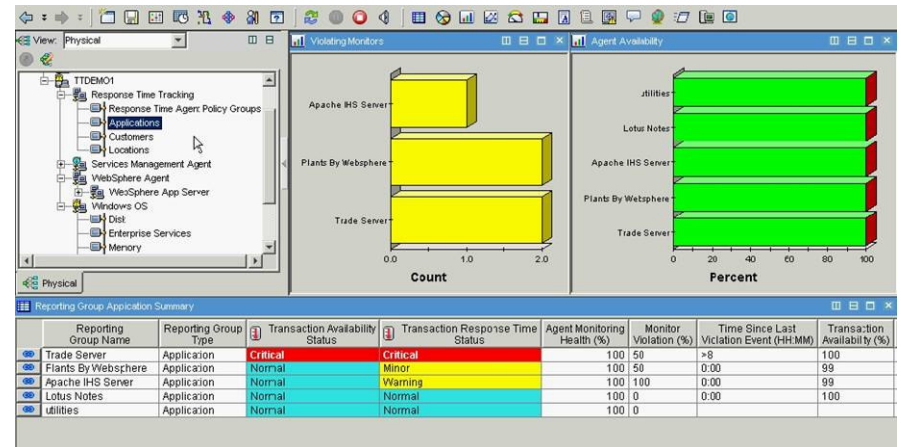 View: Physical
TTDEMO1
Response Time Tracking
Response Time Agent Policy Groups
Applications
Customers
Locations
Services Management Agent
WebSphere Agent
WebSphere App Server
Windows OS
Disk
Enterprise Services
Memory
Physical
Violating Monitors
Apache IHS Server
Plants By Websphere
Trade Server
0.0 1.0 2.0
Count
Agent Availability
utilities
Lotus Notes
Apache IHS Server
Plants By Websphere
Trade Server
0 20 40 60 80 100
Percent
Reporting Group Application Summary
Reporting Group Name Reporting Group Type Transaction Availability Status Transaction Response Time Status Agent Monitoring Health (%) Monitor Violation (%) Time Since Last Violation Event (HH:MM) Transaction Availability (%)
Trade Server Application Critical Critical 100 50 >8 100
Plants By Websphere Application Normal Minor 100 50 0:00 99
Apache IHS Server Application Normal Warning 100 100 0:00 99
Lotus Notes Application Normal Normal 100 0 0:00 100
utilities Application Normal Normal 100 0